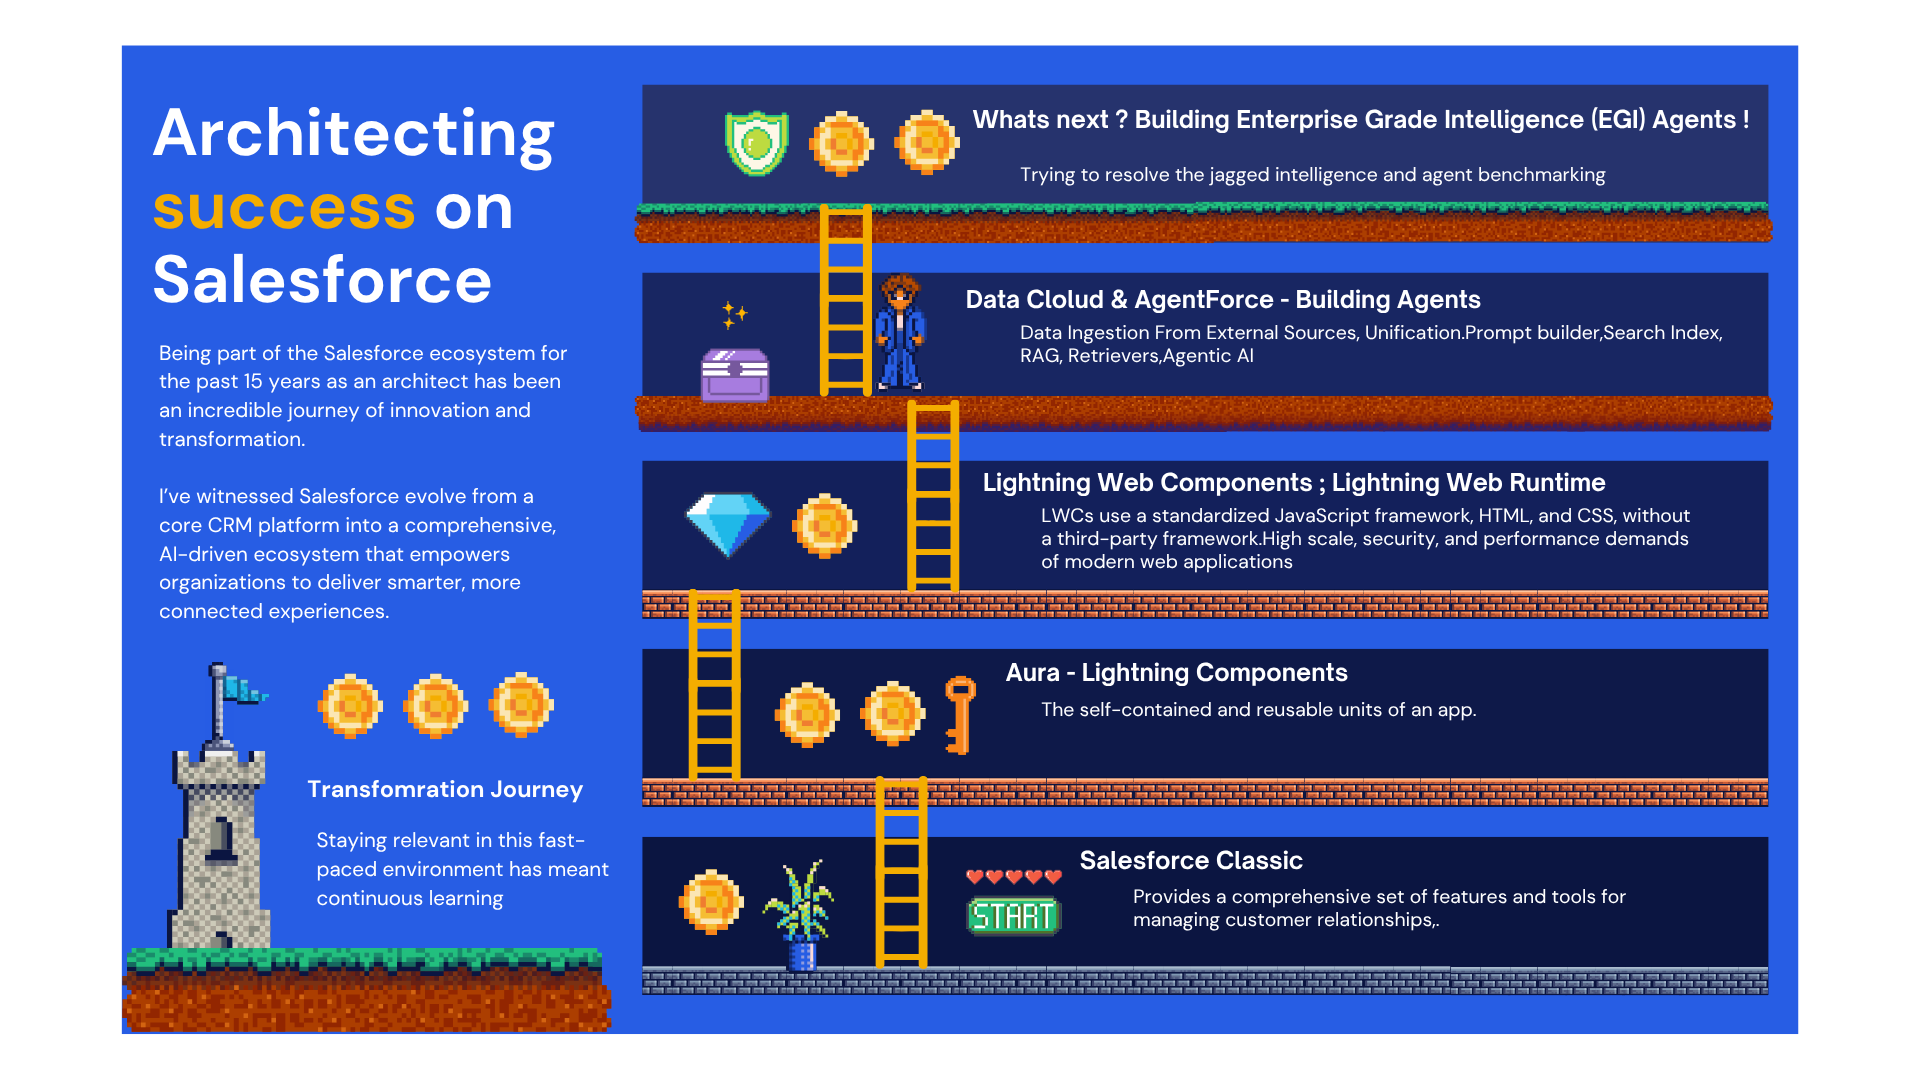 Architecting
success on
Salesforce
Being part of the Salesforce ecosystem for
the past 15 years as an architect has been
an incredible journey of innovation and
transformation.
I've witnessed Salesforce evolve from a
core CRM platform into a comprehensive,
AI-driven ecosystem that empowers
organizations to deliver smarter, more
connected experiences.
Transfomration Journey
Staying relevant in this fast-
paced environment has meant
continuous learning
Whats next ? Building Enterprise Grade Intelligence (EGI) Agents !
Trying to resolve the jagged intelligence and agent benchmarking
Data Clolud & AgentForce - Building Agents
Data Ingestion From External Sources, Unification.Prompt builder,Search Index,
RAG, Retrievers,Agentic AI
Lightning Web Components ; Lightning Web Runtime
LWCs use a standardized JavaScript framework, HTML, and CSS, without
a third-party framework.High scale, security, and performance demands
of modern web applications
Aura - Lightning Components
The self-contained and reusable units of an app.
Salesforce Classic
START
Provides a comprehensive set of features and tools for
managing customer relationships,.